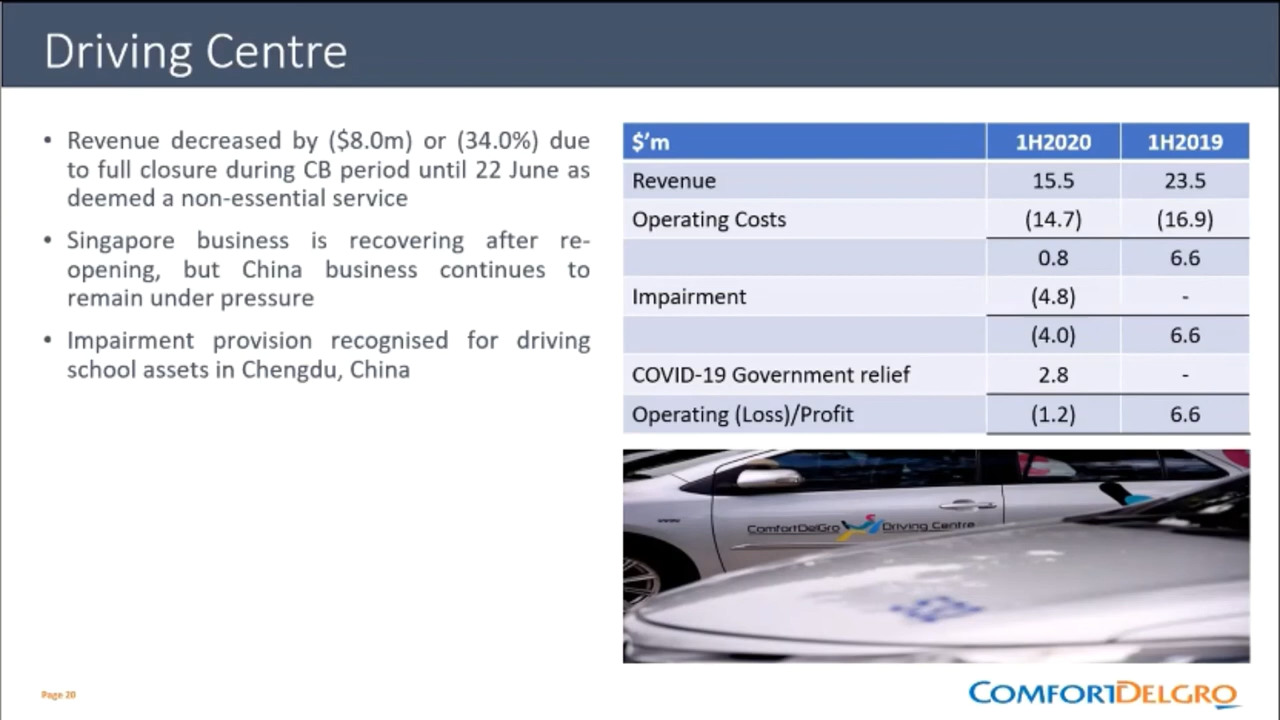 Driving Centre
• Revenue decreased by ($8.0m) or (34.0%) due
to full closure during CB period until 22 June as
deemed a non-essential service
• Singapore business is recovering after re-
opening, but China business continues to
remain under pressure
• Impairment provision recognised for driving
school assets in Chengdu, China
$'m 1H2020 1H2019
Revenue 15.5 23.5
Operating Costs (14.7) (16.9)
0.8 6.6
Impairment (4.8) -
(4.0) 6.6
COVID-19 Government relief 2.8 -
Operating (Loss)/Profit (1.2) 6.6
ComfortDelGro Driving Centre
Page 20
COMFORTDELGRO